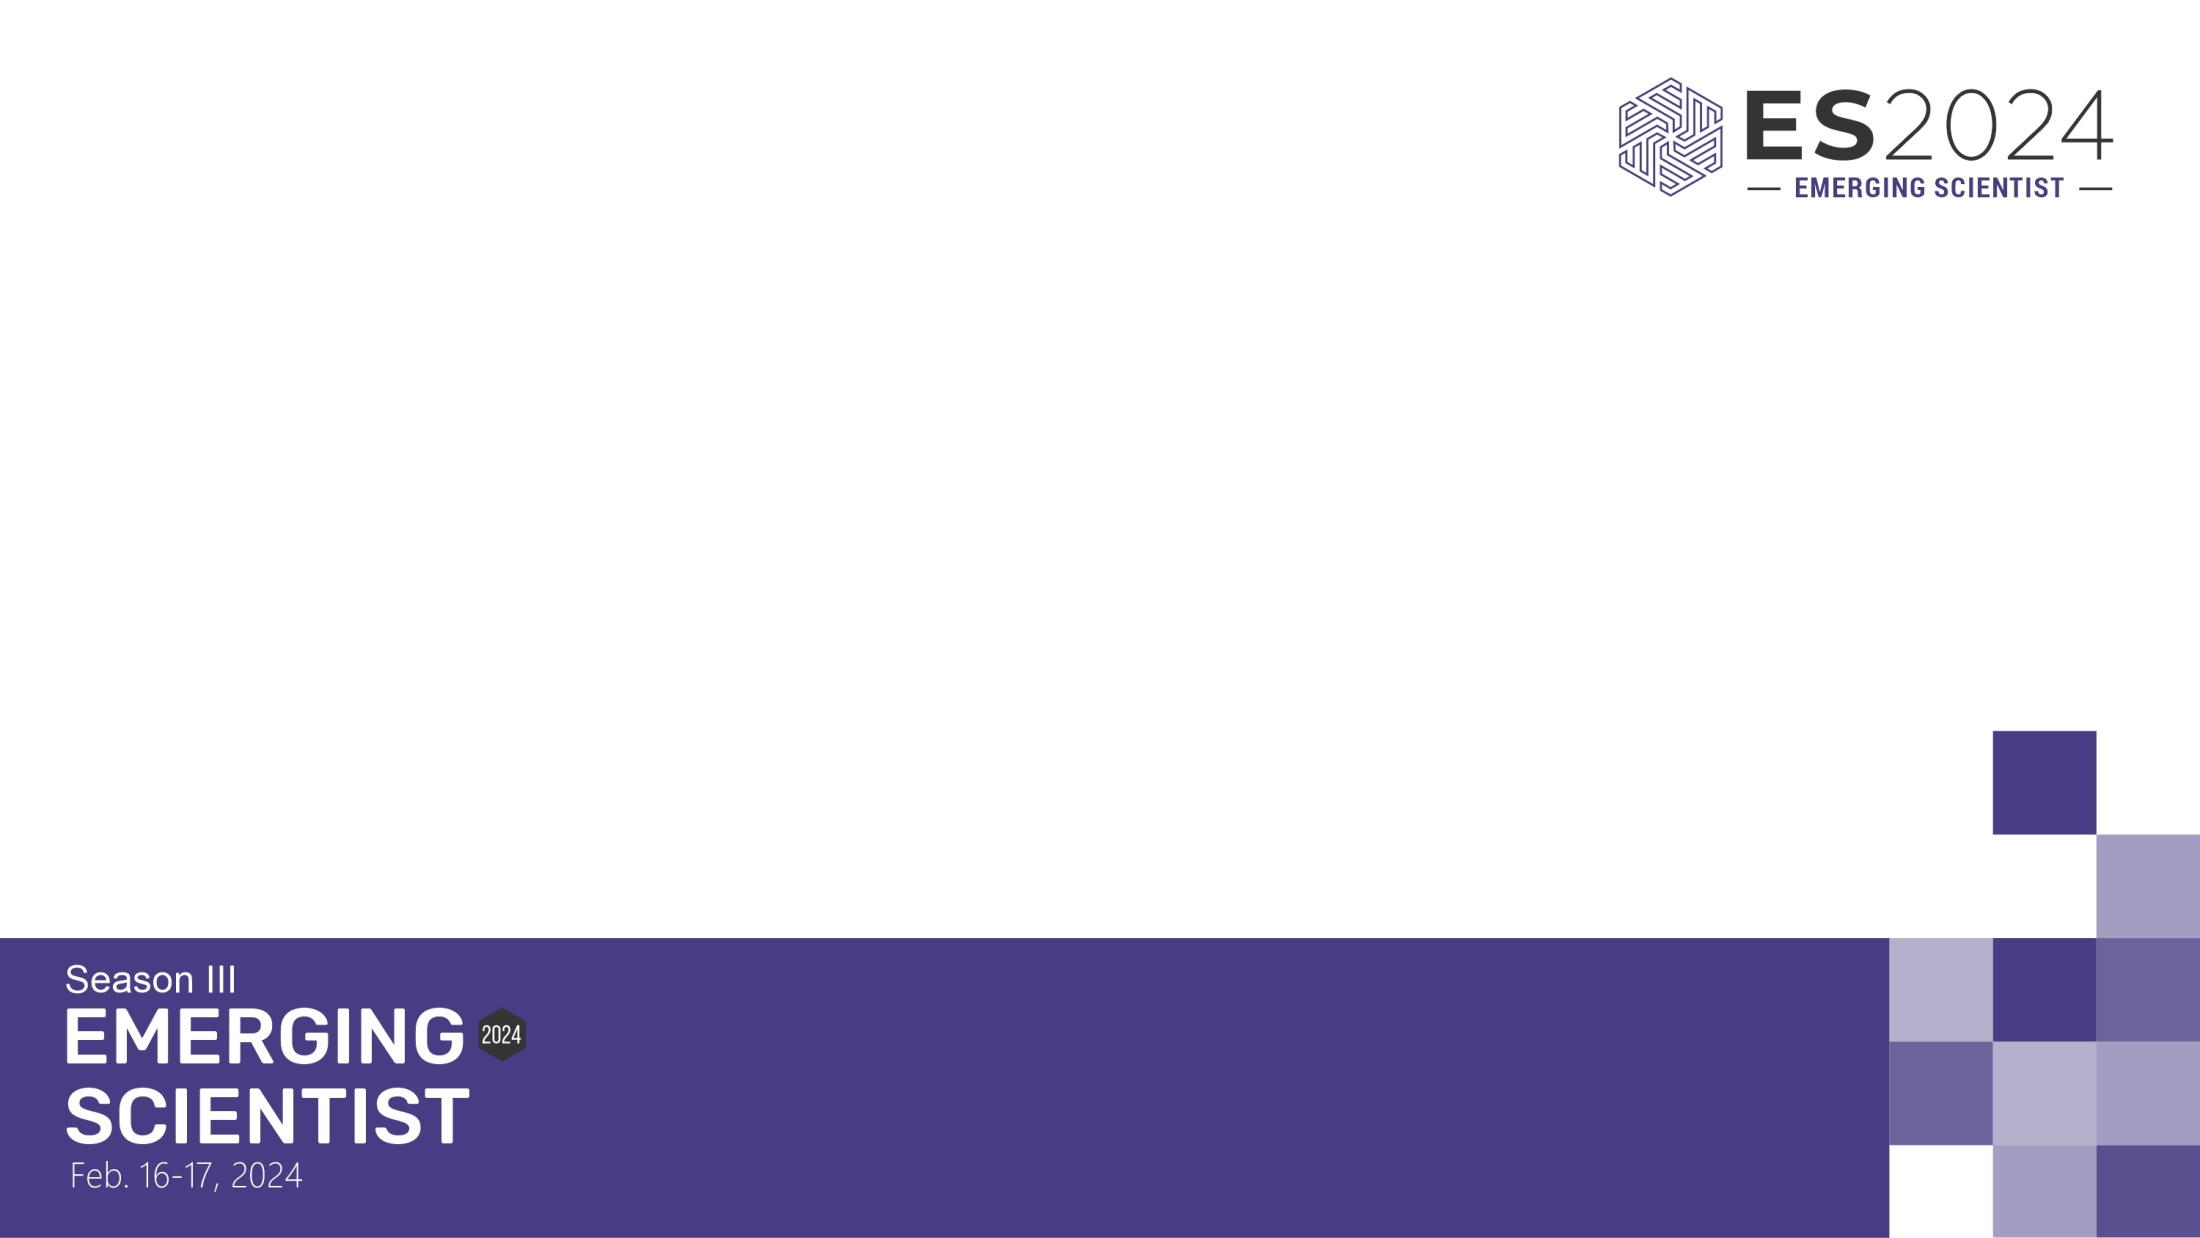 ES2024
EMERGING SCIENTIST
Season III
EMERGING 2024
SCIENTIST
Feb. 16-17, 2024